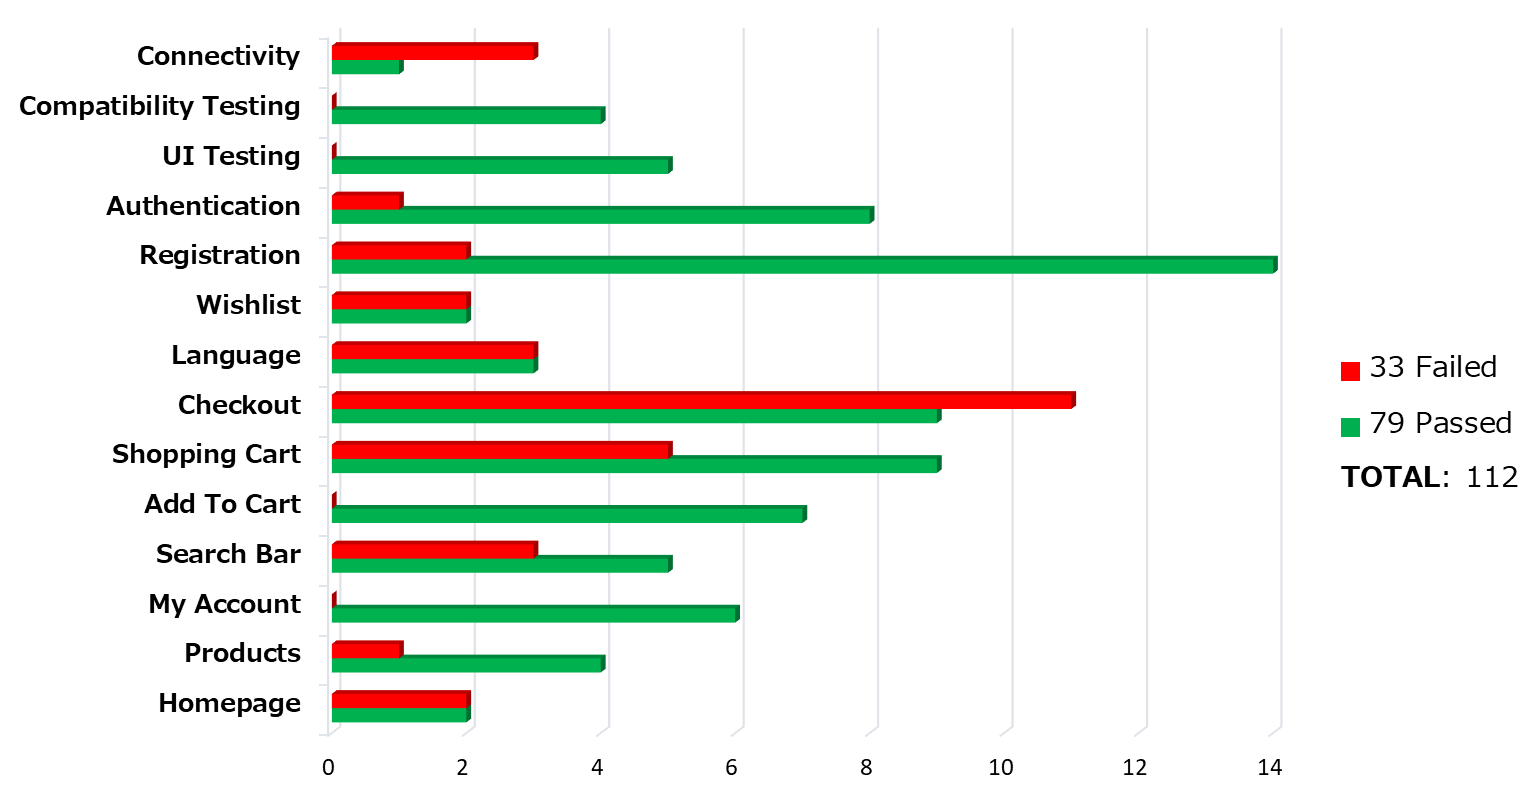 Connectivity
Compatibility Testing
UI Testing
Authentication
Registration
Wishlist
Language
Checkout
Shopping Cart
Add To Cart
Search Bar
My Account
Products
Homepage
0 2 4 6 8 10 12 14
33 Failed
79 Passed
TOTAL: 112